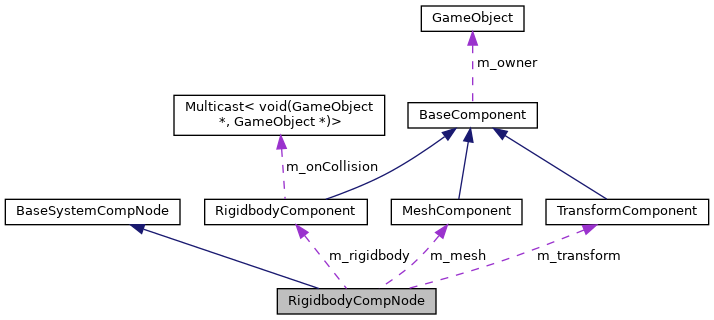 GameObject
m_owner
Multicast< void(GameObject
*, GameObject *)>
BaseComponent
m_onCollision
BaseSystemCompNode
RigidbodyComponent
MeshComponent
TransformComponent
m_rigidbody
m_mesh
m_transform
RigidbodyCompNode